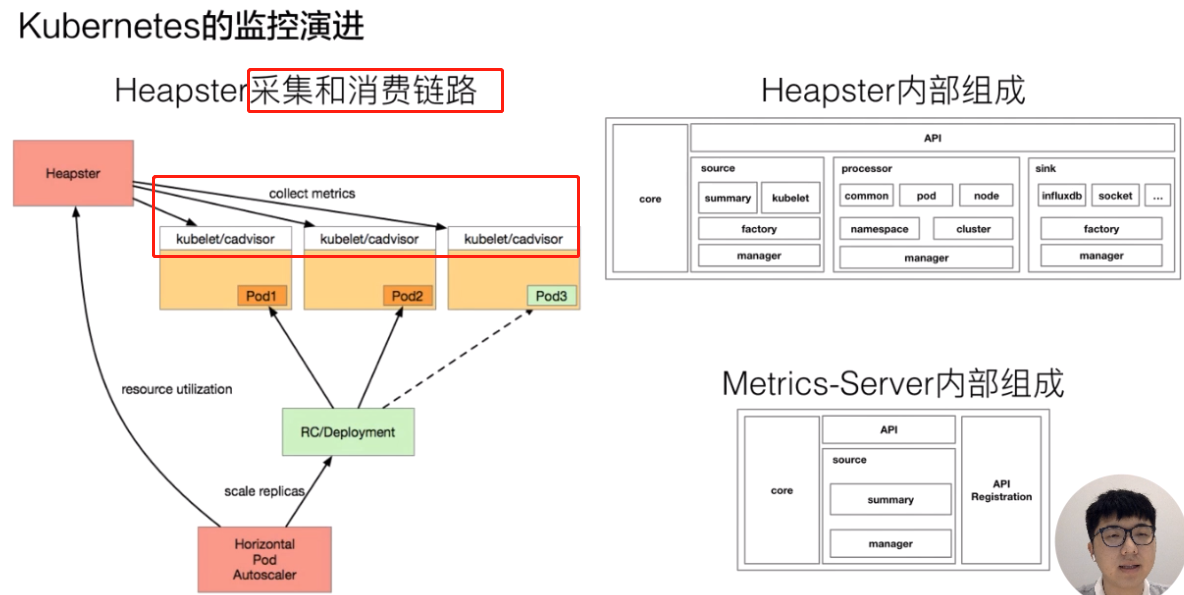 Kubernetes的监控演进
Heapster采集和消费链路
Heapster
collect metrics
kubelet/cadvisor
kubelet/cadvisor
kubelet/cadvisor
Pod1
Pod2
Pod3
resource utilization
RC/Deployment
scale replicas
Horizontal
Pod
Autoscaler
Heapster内部组成
core
API
source
summary
kubelet
factory
manager
processor
common
pod
node
namespace
cluster
manager
sink
influxdb
socket
...
factory
manager
Metrics-Server内部组成
core
API
source
summary
manager
API
Registration